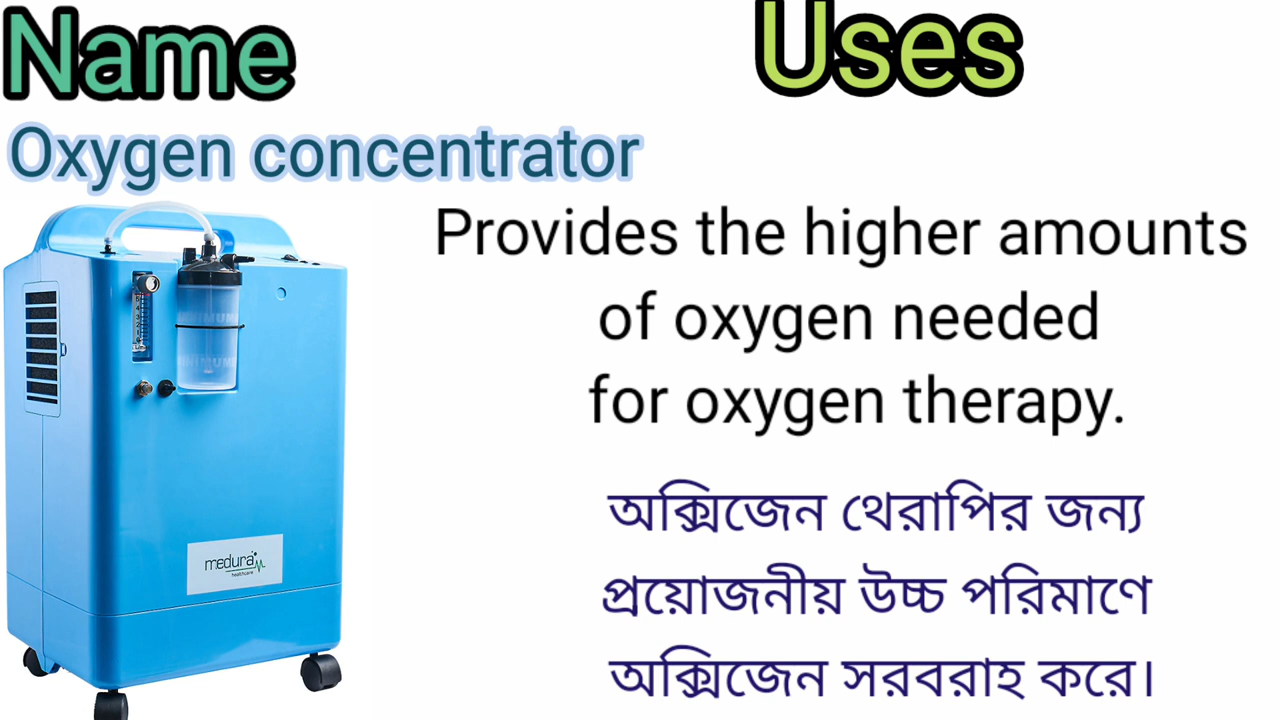 Name
Uses
Oxygen concentrator
Provides the higher amounts
of oxygen needed
for oxygen therapy.
অক্সিজেন থেরাপির জন্য
প্রয়োজনীয় উচ্চ পরিমাণে
অক্সিজেন সরবরাহ করে।
medura
healthcare